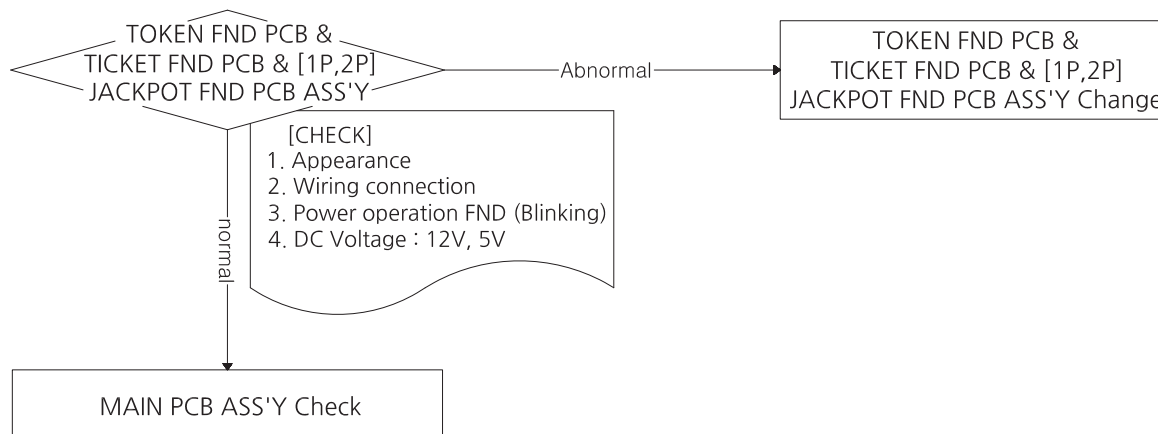 TOKEN FND PCB &
TICKET FND PCB & [1P,2P]
JACKPOT FND PCB ASS'Y
Abnormal
TOKEN FND PCB &
TICKET FND PCB & [1P,2P]
JACKPOT FND PCB ASS'Y Change
[CHECK]
1. Appearance
2. Wiring connection
3. Power operation FND (Blinking)
4. DC Voltage : 12V, 5V
normal
MAIN PCB ASS'Y Check